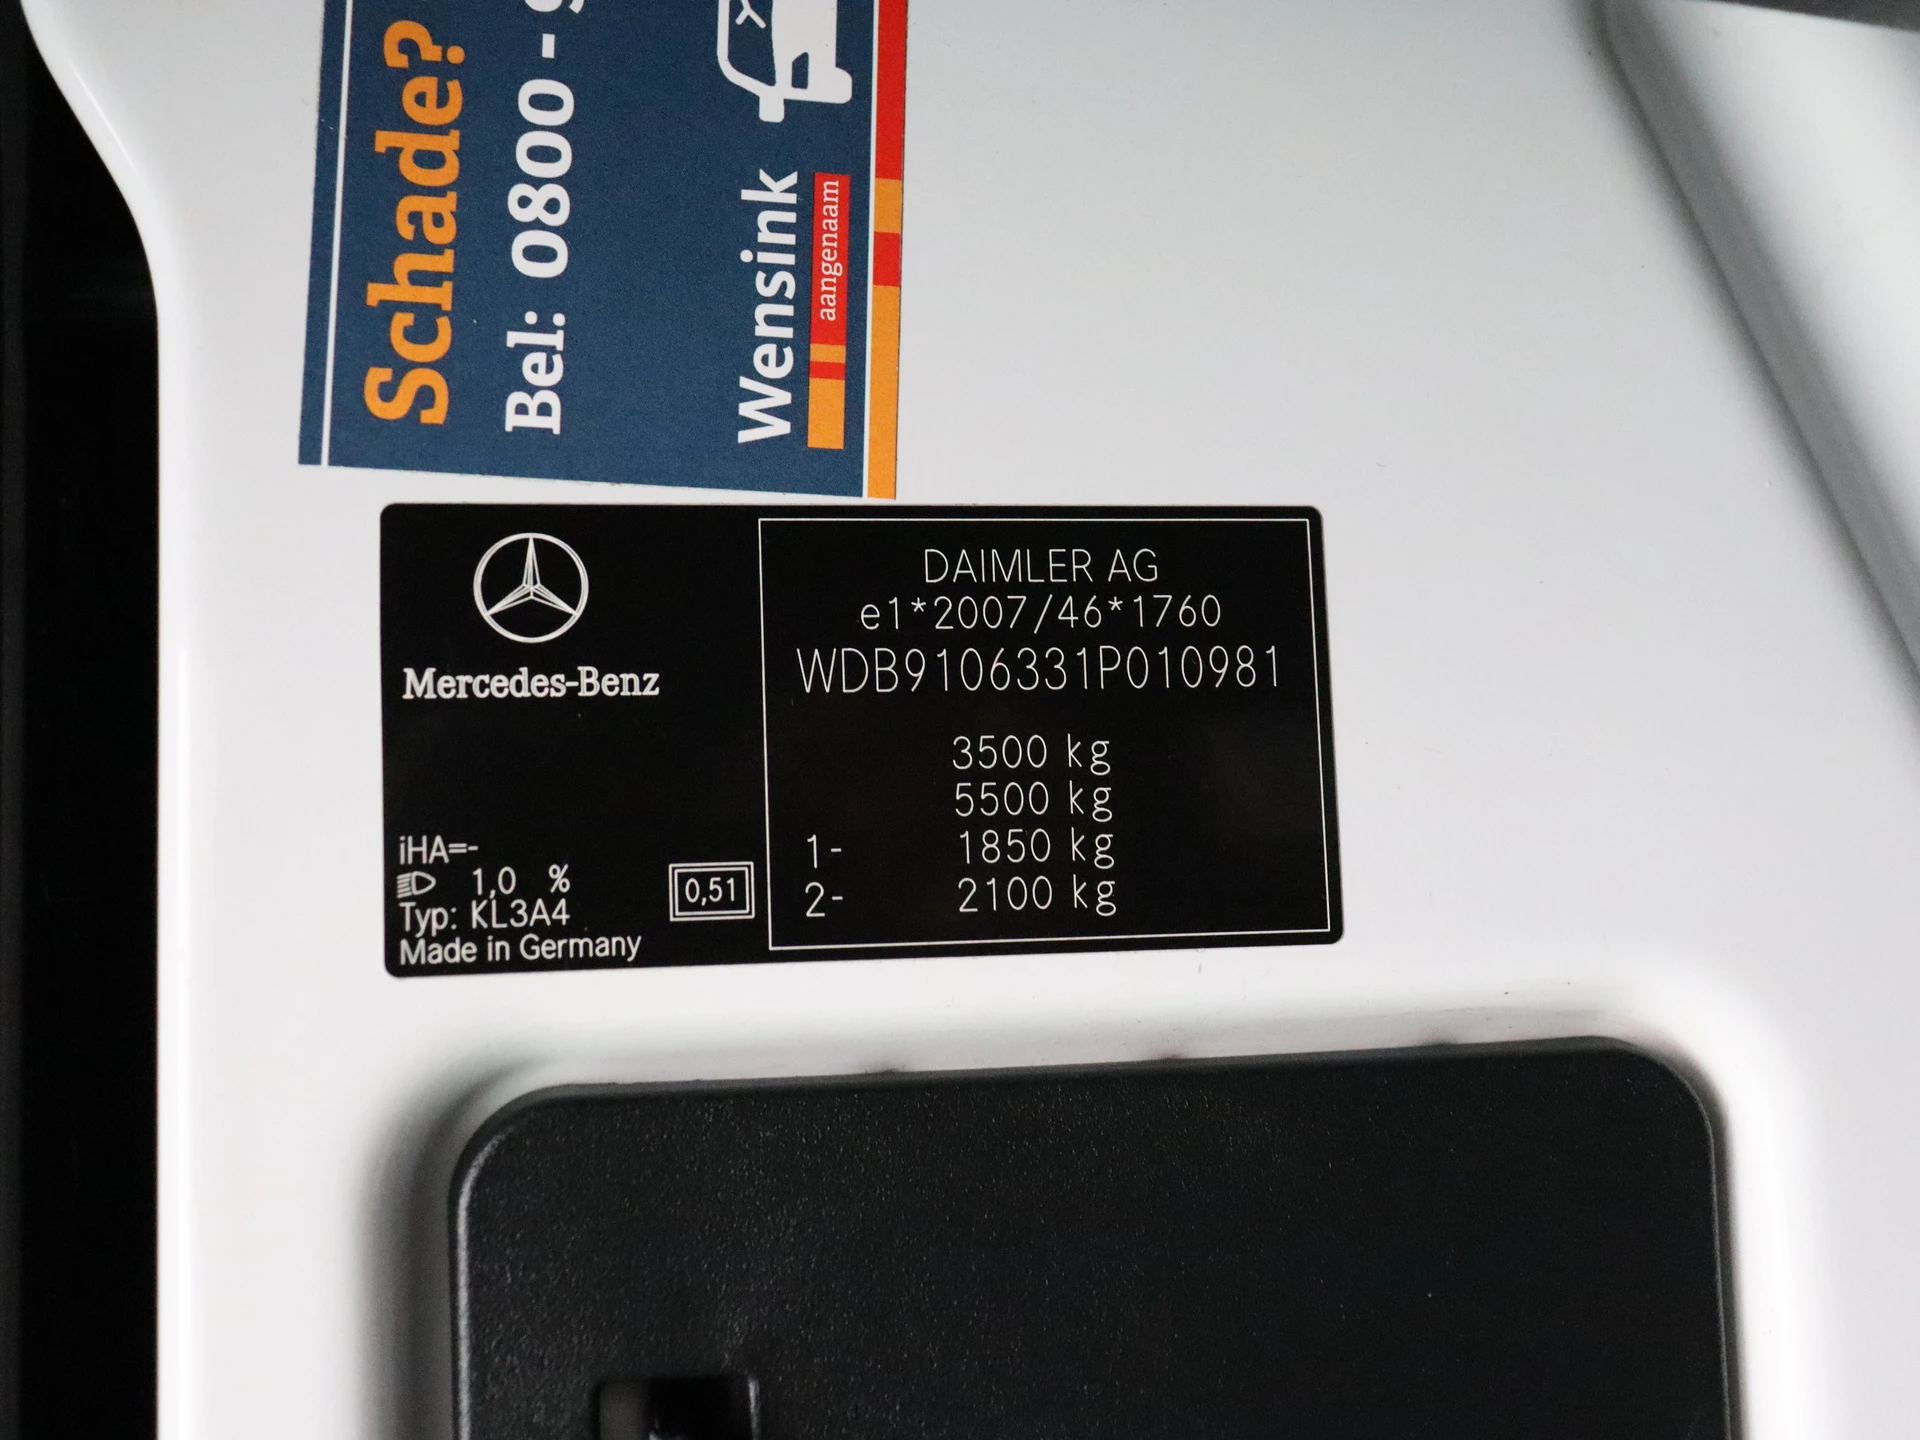 Schade?
Bel: 0800 -
Wensink
aangenaam
Mercedes-Benz
iHA=-
1,0 %
Typ: KL3A4
Made in Germany
0,51
DAIMLER AG
e1*2007/46*1760
WDB9106331P010981
3500 kg
5500 kg
1- 1850 kg
2- 2100 kg